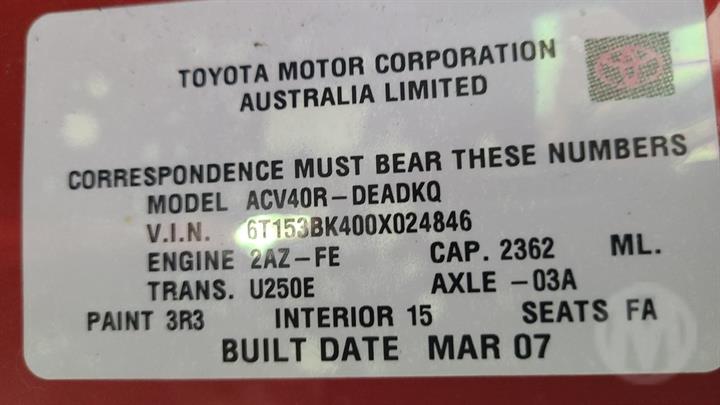 TOYOTA MOTOR CORPORATION
AUSTRALIA LIMITED
CORRESPONDENCE MUST BEAR THESE NUMBERS
MODEL ACV40R-DEADKQ
V.I.N. 6T153BK400X024846
ENGINE 2AZ-FE CAP. 2362 ML.
TRANS. U250E AXLE -03A
PAINT 3R3 INTERIOR 15 SEATS FA
BUILT DATE MAR 07